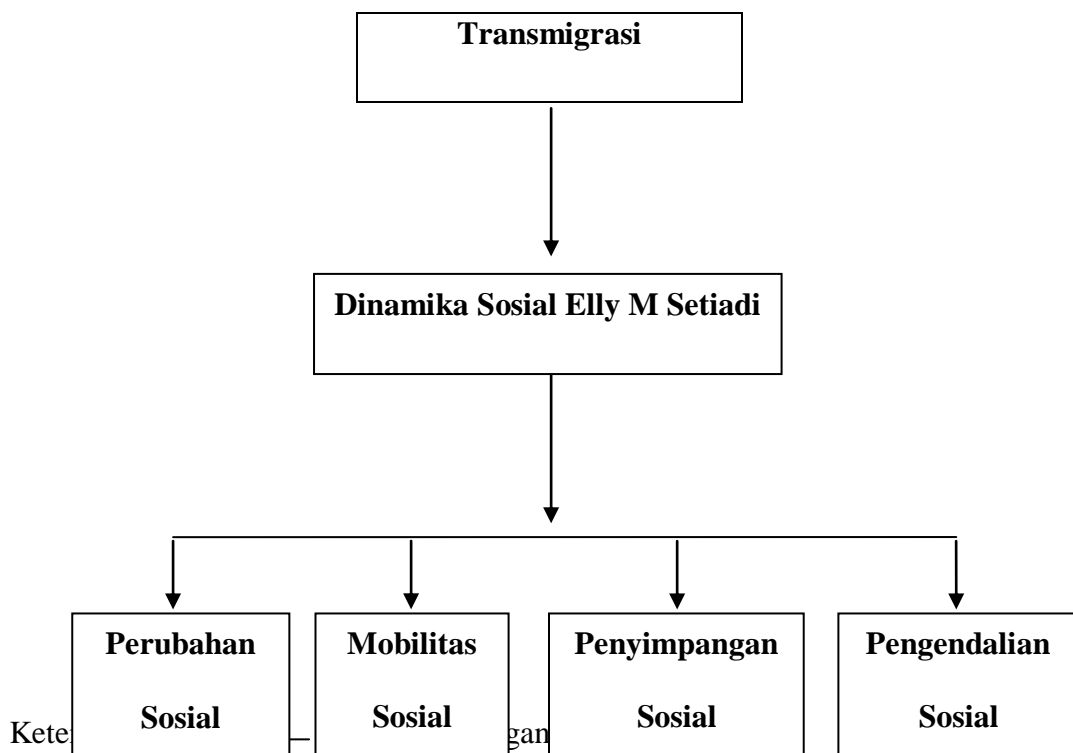 Transmigrasi
Dinamika Sosial Elly M Setiadi
Perubahan
Sosial
Mobilitas
Sosial
Penyimpangan
Sosial
Pengendalian
Sosial